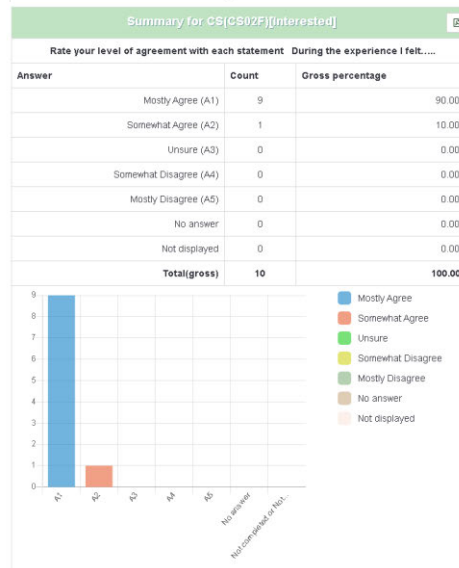 Summary for CS(CS02F)[interested]
Rate your level of agreement with each statement During the experience I felt.....
Answer Count Gross percentage
Mostly Agree (A1) 9 90.00
Somewhat Agree (A2) 1 10.00
Unsure (A3) 0 0.00
Somewhat Disagree (A4) 0 0.00
Mostly Disagree (A5) 0 0.00
No answer 0 0.00
Not displayed 0 0.00
Total(gross) 10 100.00
9
8
7
6
5
4
3
2
1
0
A1 A2 A3 A4 A5 No answer Not completed or Not...
Mostly Agree
Somewhat Agree
Unsure
Somewhat Disagree
Mostly Disagree
No answer
Not displayed